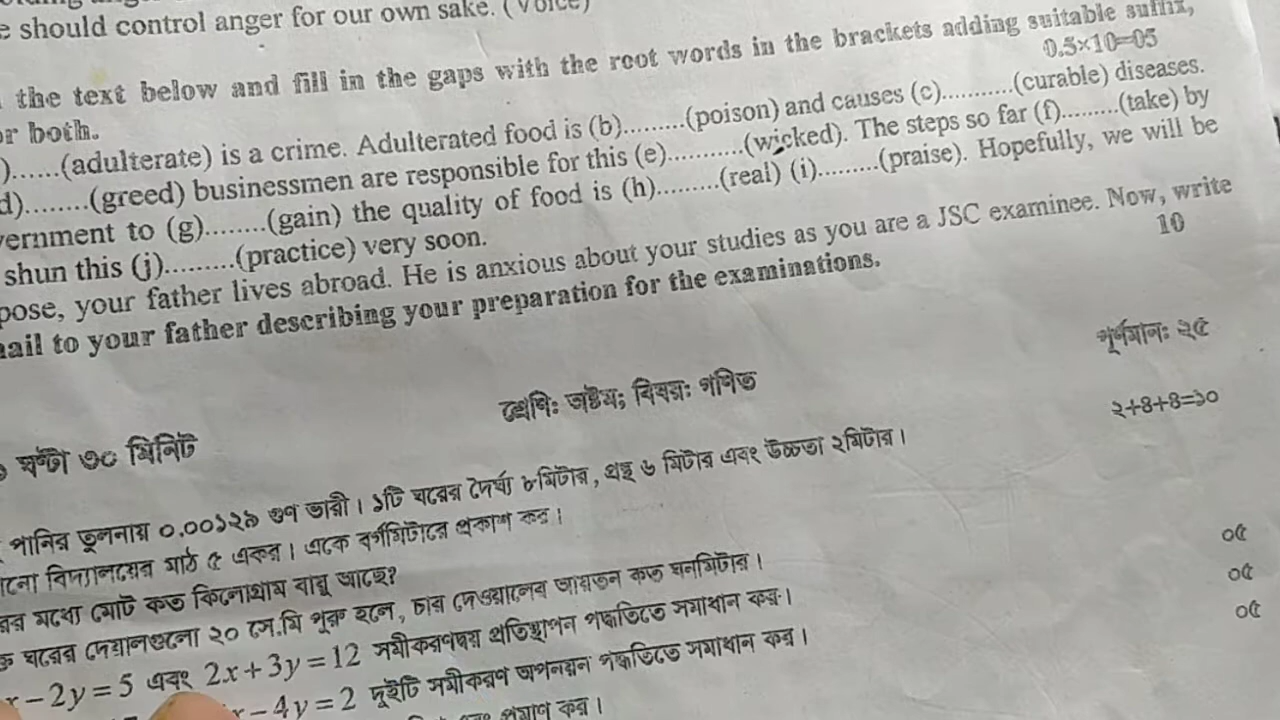 should control anger for our own sake. (Voice)
the text below and fill in the gaps with the root words in the brackets adding suitable suffix,
or both. 0.5×10=05
).......(adulterate) is a crime. Adulterated food is (b).........(poison) and causes (c)...........(curable) diseases.
d).........(greed) businessmen are responsible for this (e)...........(wicked). The steps so far (f).........(take) by
ernment to (g).........(gain) the quality of food is (h).........(real) (i).........(praise). Hopefully, we will be
shun this (j)..........(practice) very soon.
pose, your father lives abroad. He is anxious about your studies as you are a JSC examinee. Now, write
ail to your father describing your preparation for the examinations. 10
পূর্ণমানঃ ২৫
শ্রেণিঃ অষ্টম; বিষয়ঃ গণিত
ঘণ্টা ৩০ মিনিট
২+৪+৪=১০
পানির তুলনায় ০.০০১২৯ গুণ ভারী। ১টি ঘরের দৈর্ঘ্য ৮মিটার, প্রস্থ ৬ মিটার এবং উচ্চতা ২মিটার।
বিদ্যালয়ের মাঠ ৫ একর। একে বর্গমিটারে প্রকাশ কর।
মধ্যে মোট কত কিলোগ্রাম বায়ু আছে?
ঘরের দেয়ালগুলো ২০ সে.মি পুরু হলে, চার দেওয়ালের আয়তন কত ঘনমিটার।
x − 2y = 5 এবং 2x + 3y = 12 সমীকরণদ্বয় প্রতিস্থাপন পদ্ধতিতে সমাধান কর। ০৫
− 4y = 2 দুইটি সমীকরণ অপনয়ন পদ্ধতিতে সমাধান কর। ০৫
প্রমাণ কর। ০৫